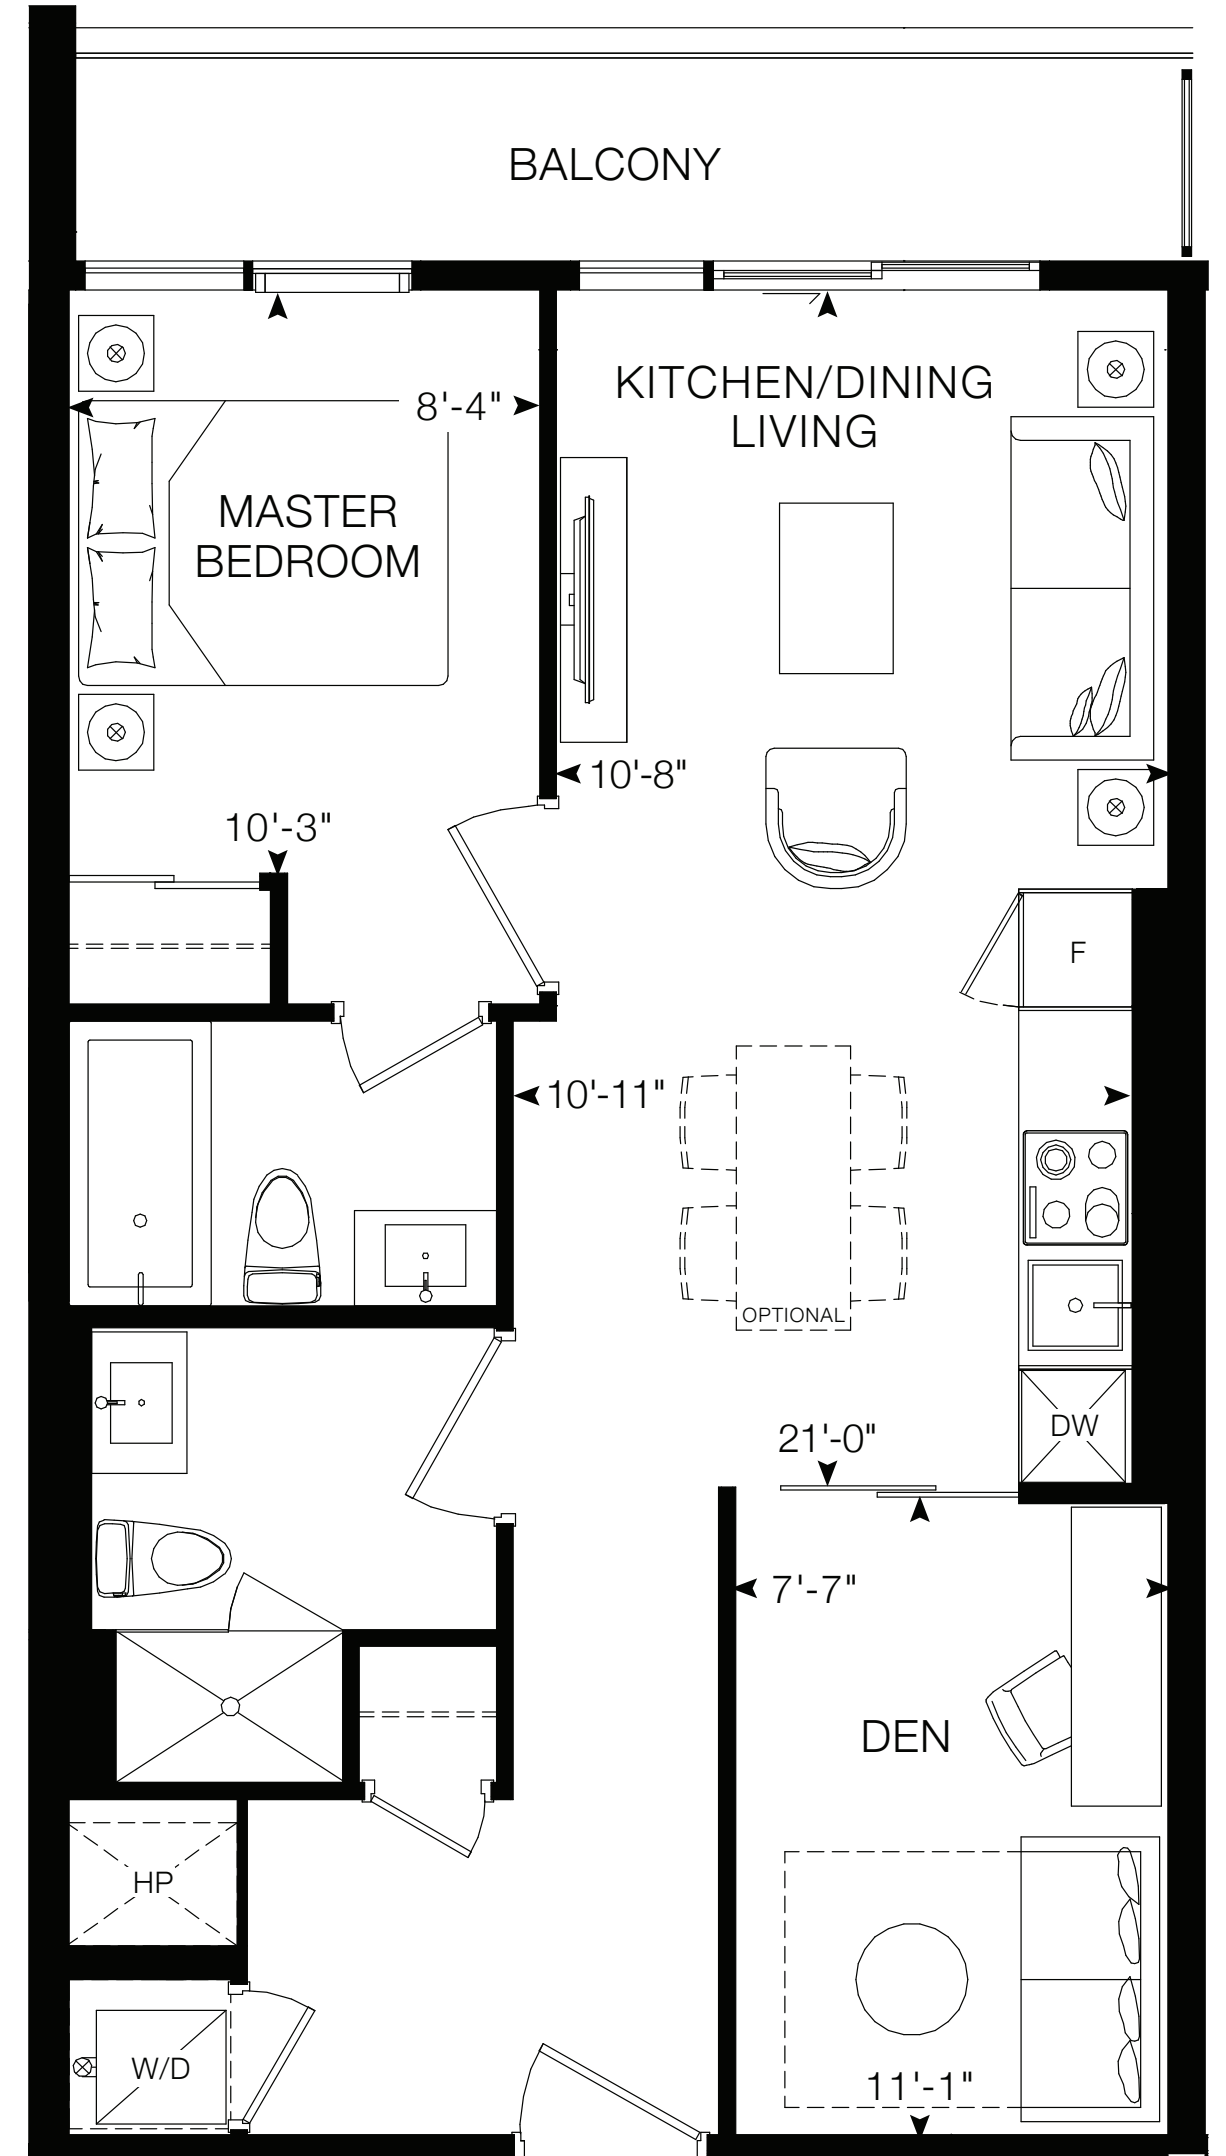 BALCONY
KITCHEN/DINING
LIVING
8'-4"
MASTER
BEDROOM
10'-8"
10'-3"
F
10'-11"
OPTIONAL
DW
21'-0"
7'-7"
DEN
HP
W/D
11'-1"